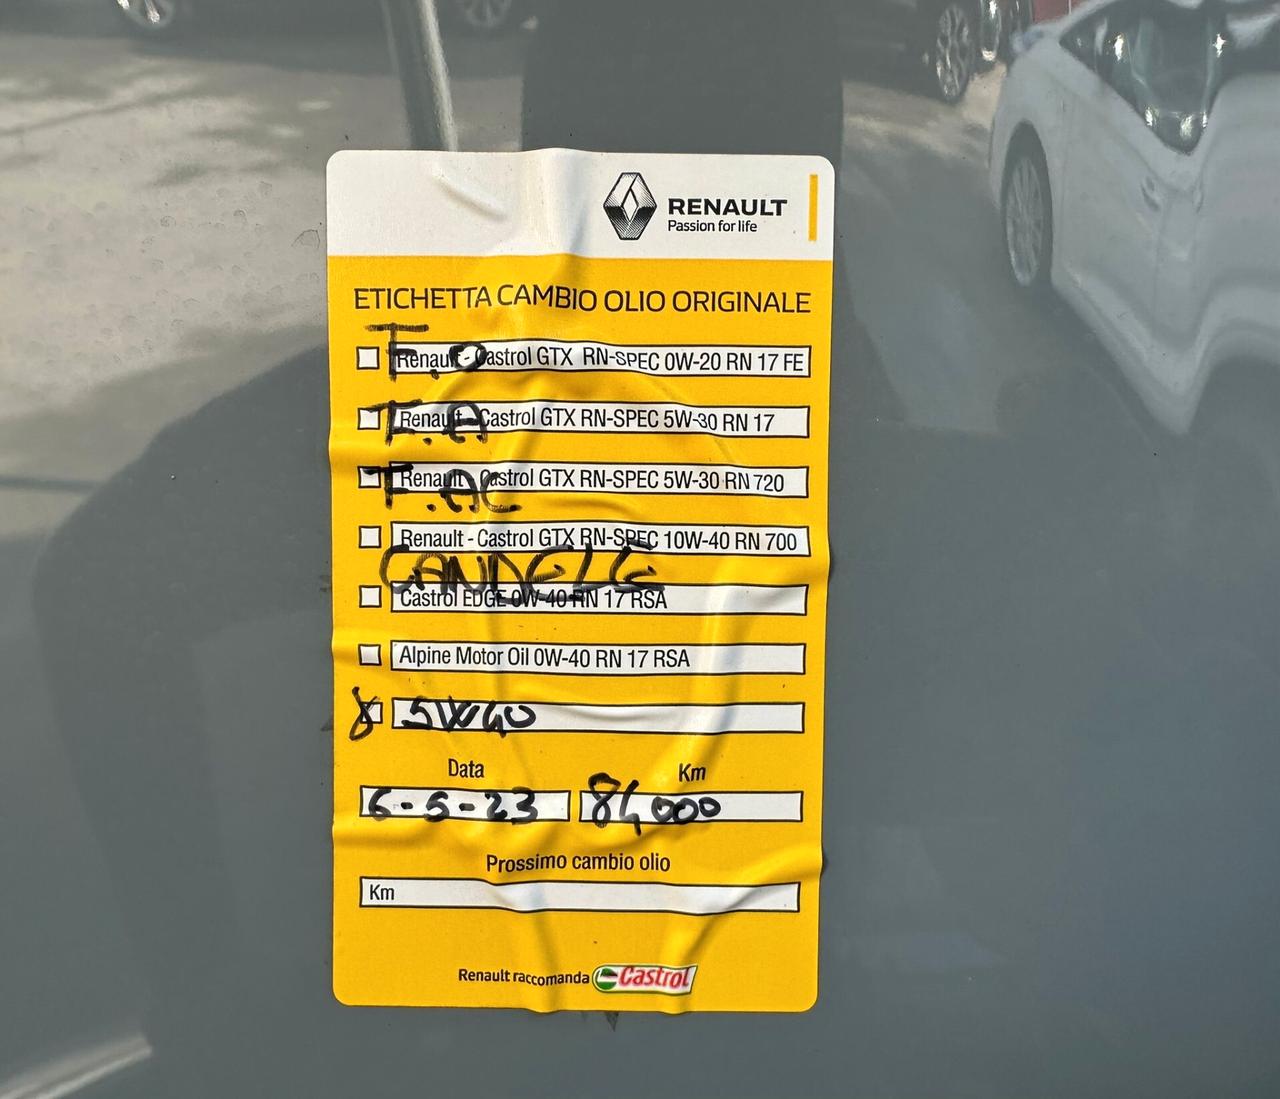 RENAULT
Passion for life
ETICHETTA CAMBIO OLIO ORIGINALE
F.O
Renault - Castrol GTX RN-SPEC 0W-20 RN 17 FE
F.A
Renault - Castrol GTX RN-SPEC 5W-30 RN 17
F.AC
Renault - Castrol GTX RN-SPEC 5W-30 RN 720
Renault - Castrol GTX RN-SPEC 10W-40 RN 700
CANDELE
Castrol EDGE 0W-40 RN 17 RSA
Alpine Motor Oil 0W-40 RN 17 RSA
X 5W40
Data Km
6-5-23 84000
Prossimo cambio olio
Km
Renault raccomanda Castrol